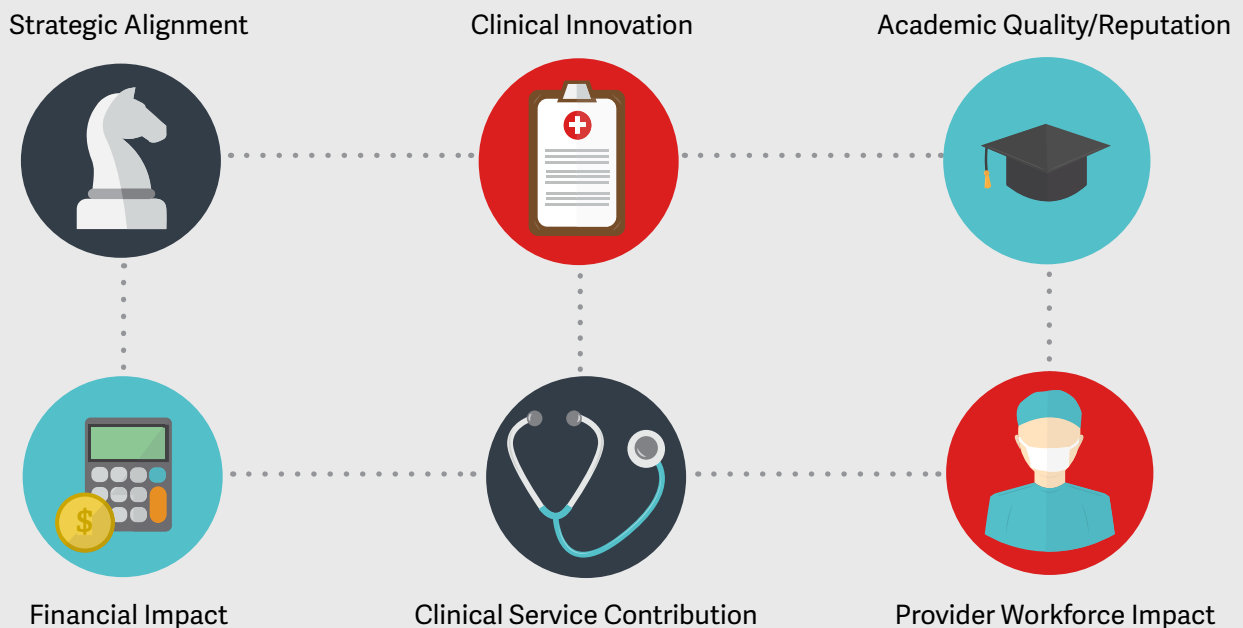 Strategic Alignment
Clinical Innovation
Academic Quality/Reputation
$
Financial Impact
Clinical Service Contribution
Provider Workforce Impact